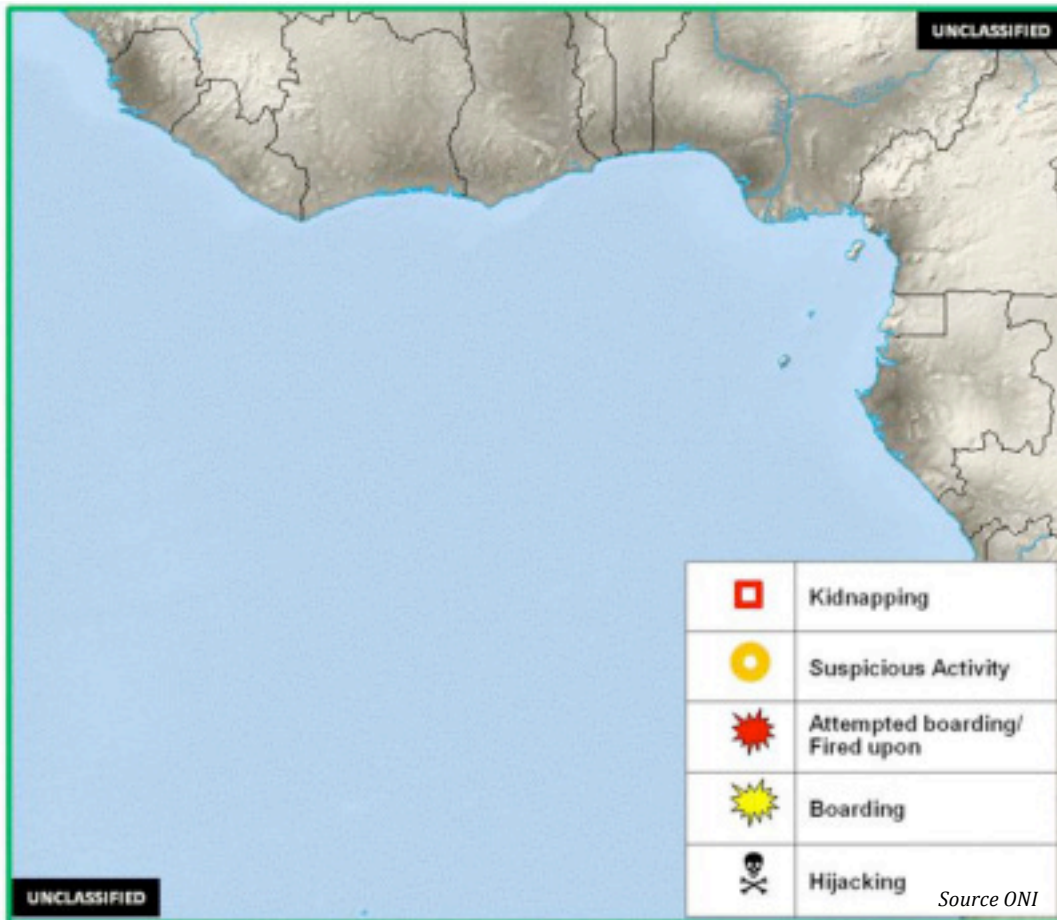 UNCLASSIFIED
Kidnapping
Suspicious Activity
Attempted boarding/
Fired upon
Boarding
Hijacking
Source ONI
UNCLASSIFIED